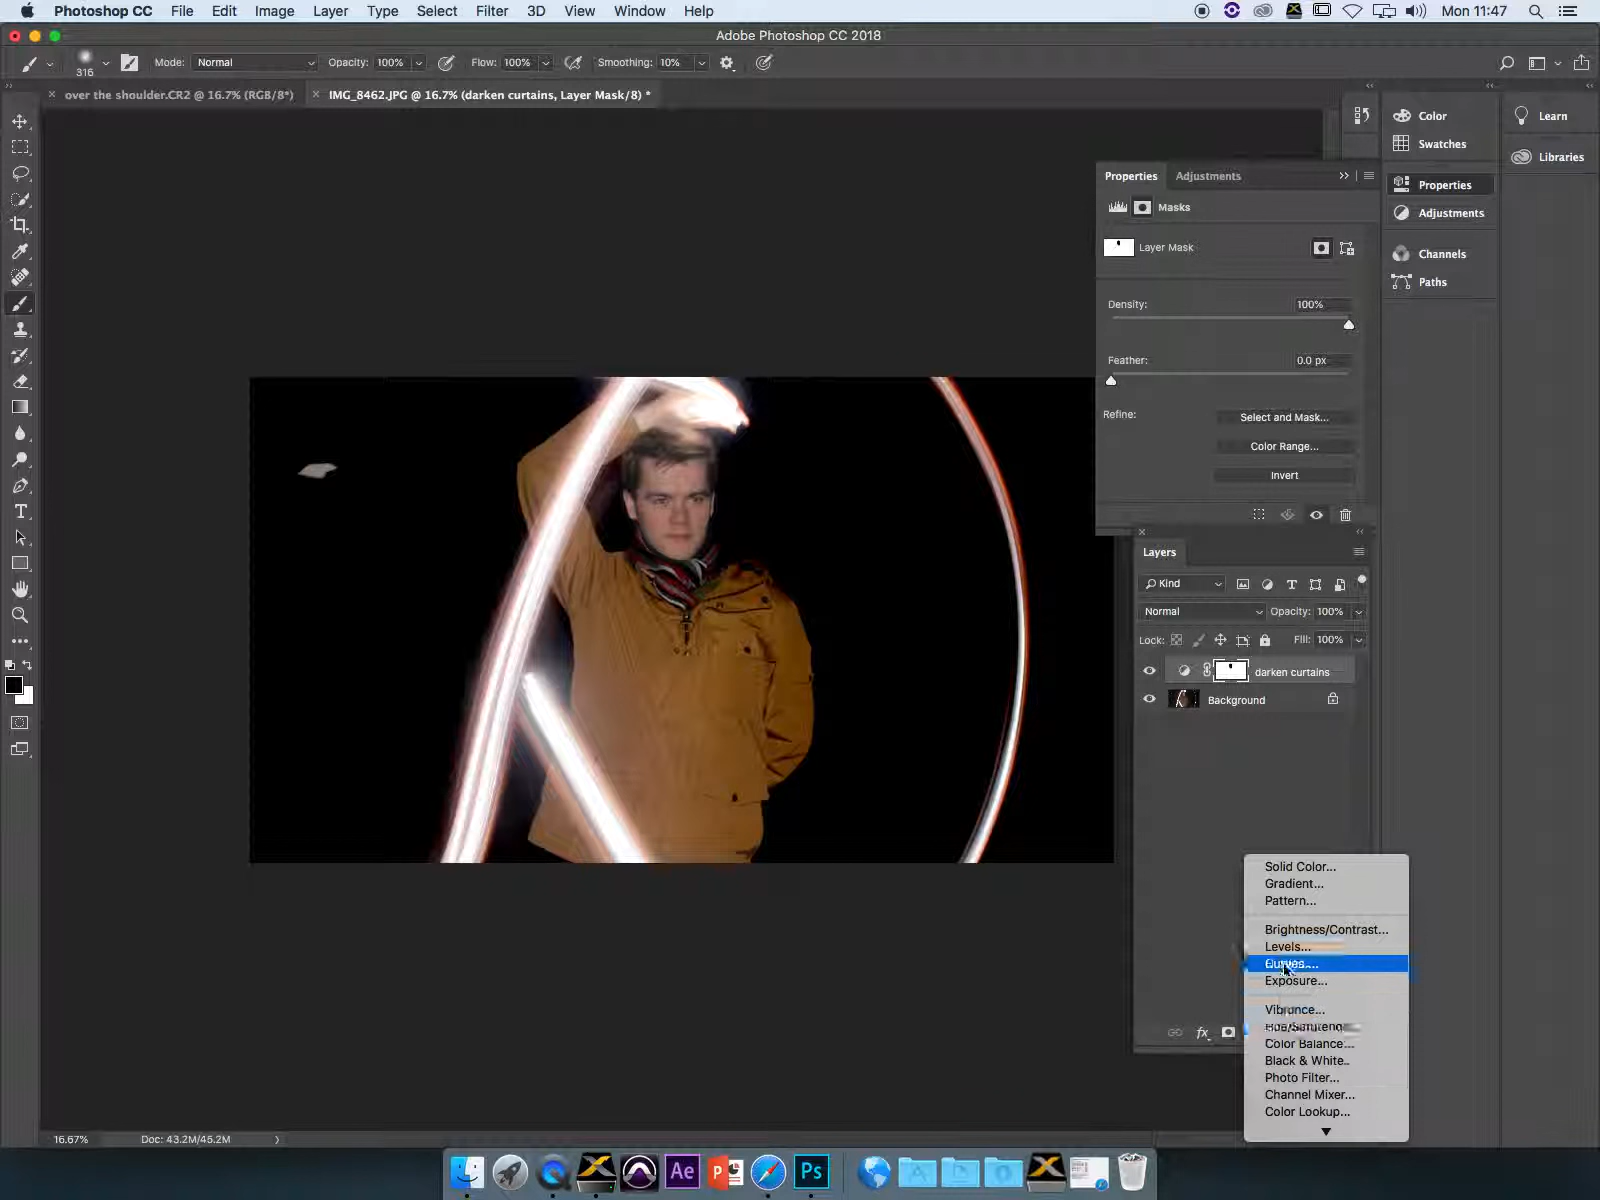 Photoshop CC File Edit Image Layer Type Select Filter 3D View Window Help Mon 11:47
Adobe Photoshop CC 2018
316 Mode: Normal Opacity: 100% Flow: 100% Smoothing: 10%
over the shoulder.CR2 @ 16.7% (RGB/8*) IMG_8462.JPG @ 16.7% (darken curtains, Layer Mask/8) *
Color
Swatches
Properties
Adjustments
Channels
Paths
Learn
Libraries
Properties Adjustments
Masks
Layer Mask
Density: 100%
Feather: 0.0 px
Refine: Select and Mask...
Color Range...
Invert
Layers
Kind T
Normal Opacity: 100%
Lock: Fill: 100%
darken curtains
Background
fx
Solid Color...
Gradient...
Pattern...
Brightness/Contrast...
Levels...
Curves...
Exposure...
Vibrance...
Color Balance...
Black & White..
Photo Filter...
Channel Mixer...
Color Lookup...
16.67% Doc: 43.2M/45.2M
Ae P Ps